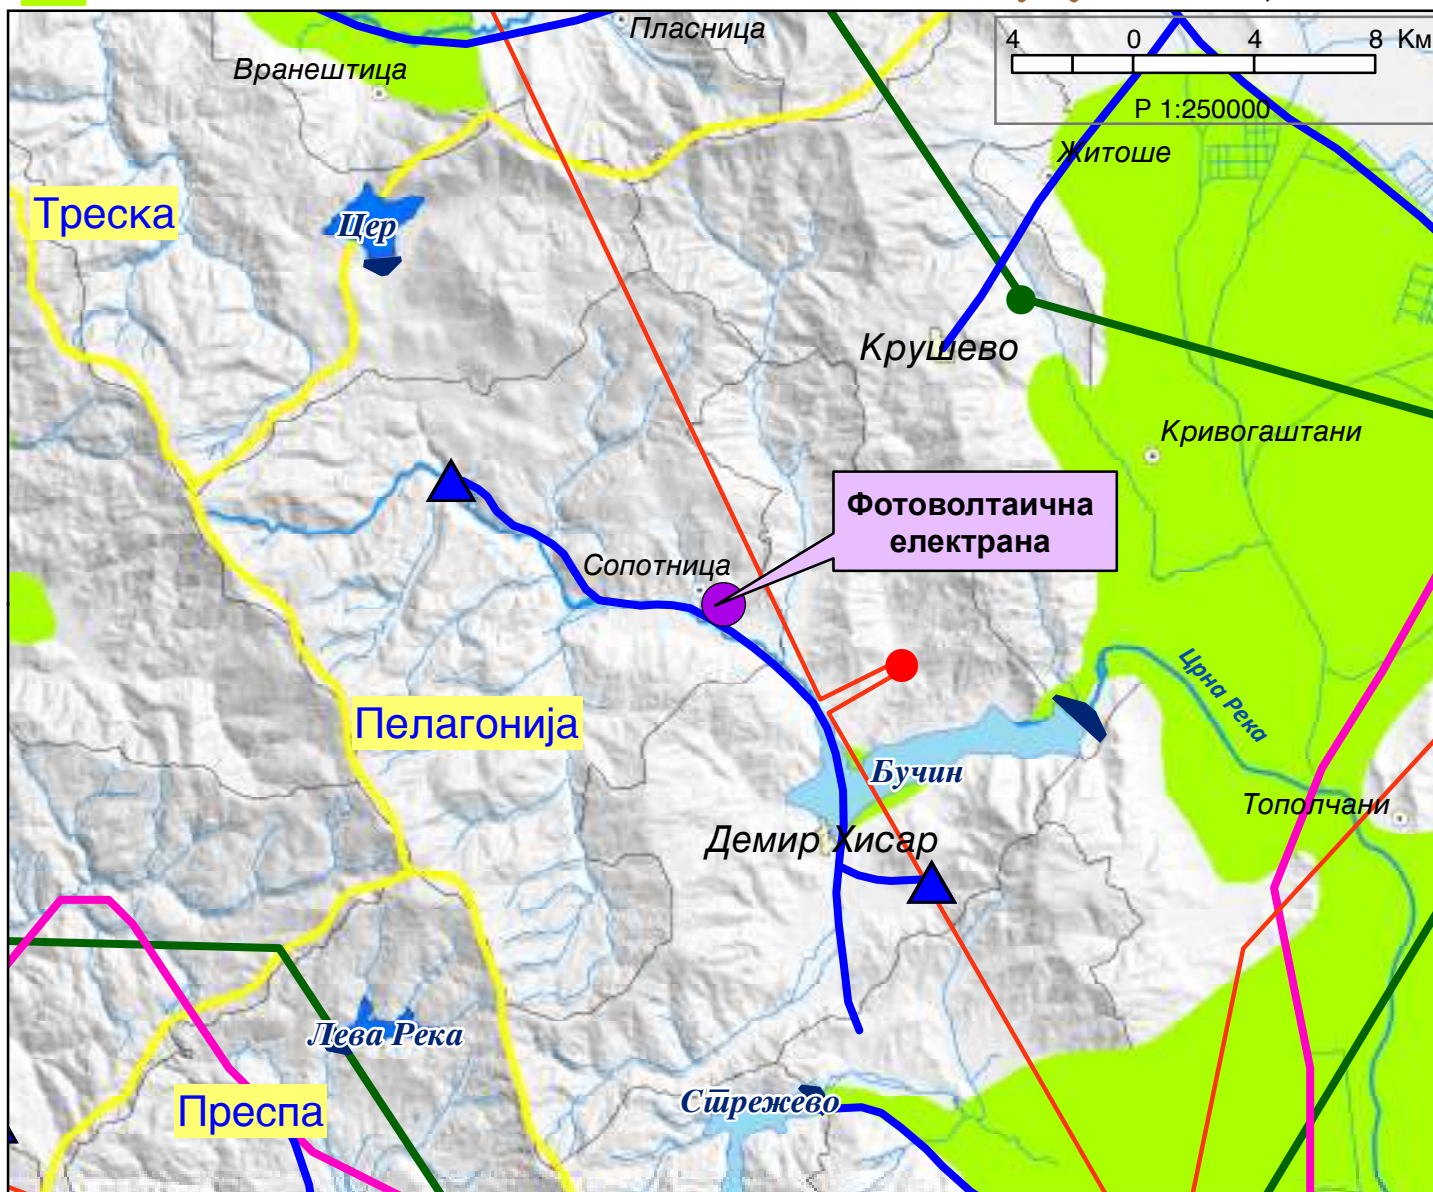 Пласница
Вранештица
4 0 4 8 Км
Р 1:250000
Житоше
Треска
Цер
Крушево
Кривогаштани
Фотоволтаична
електрана
Сопотница
Црна Река
Пелагонија
Бучин
Тополчани
Демир Хисар
Лева Река
Стрежево
Преспа